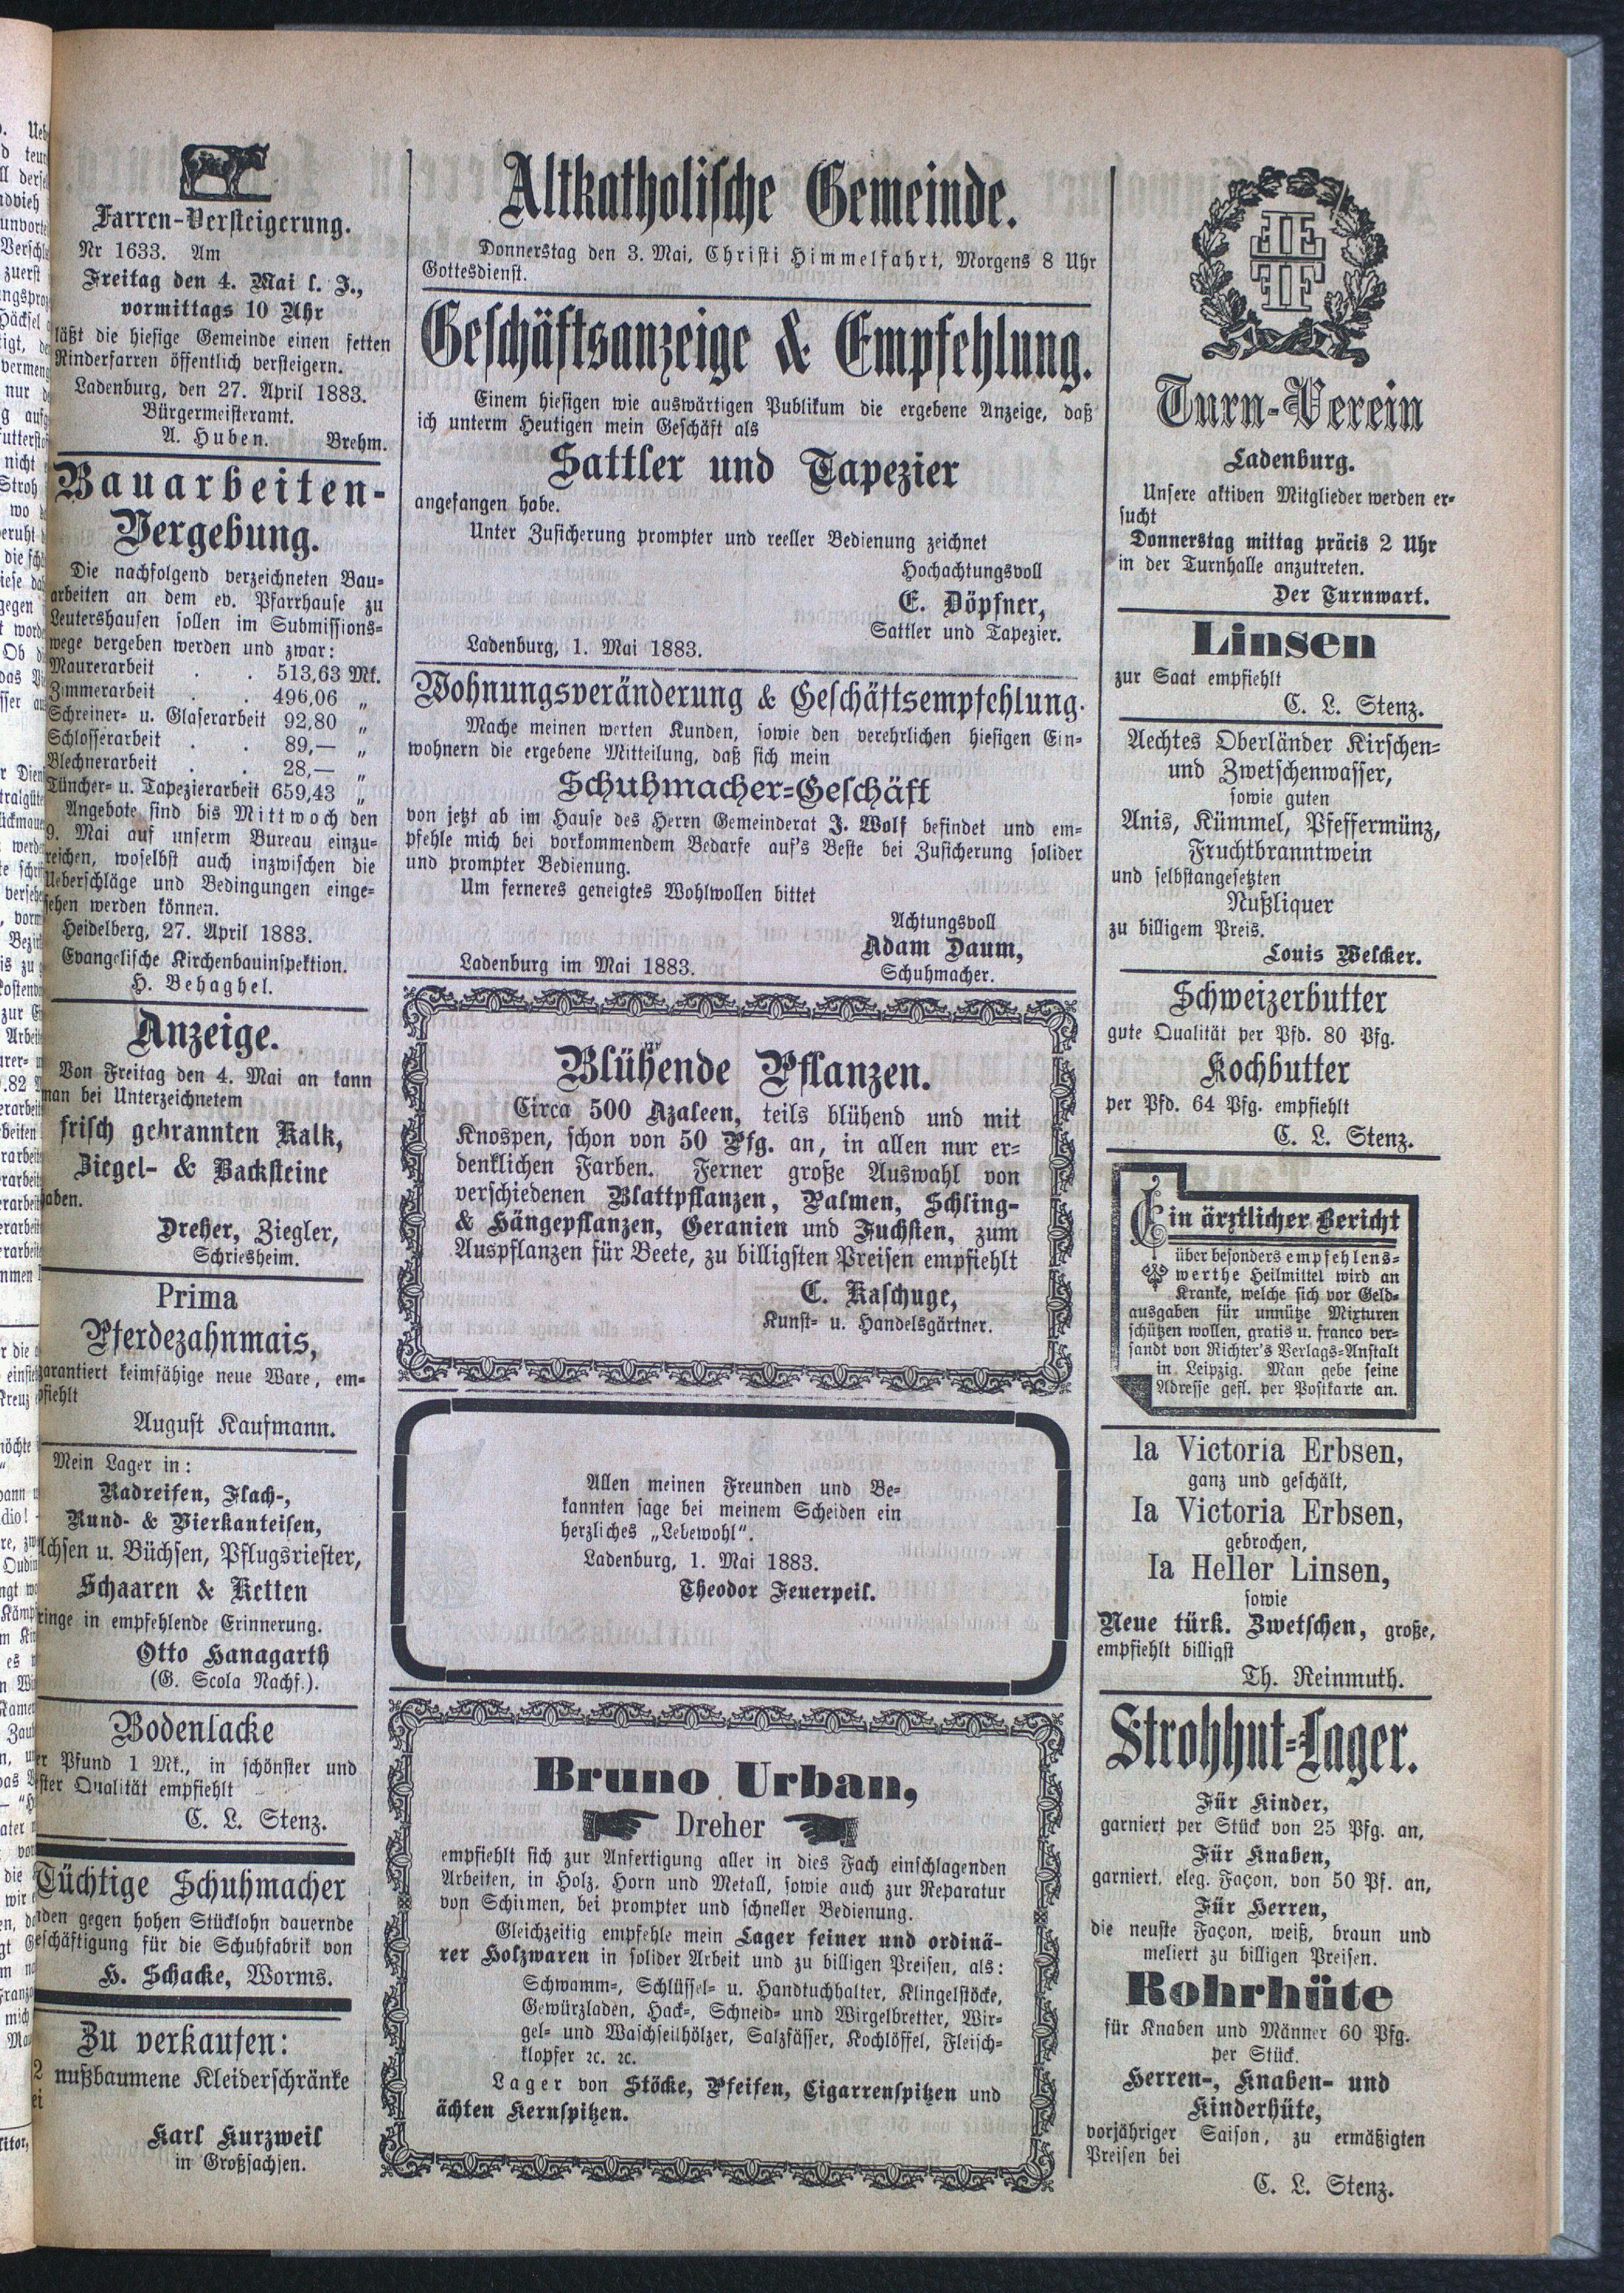 Farren-Versteigerung.
Nr 1633. Am
Freitag den 4. Mai l. J.,
vormittags 10 Uhr
läßt die hiesige Gemeinde einen fetten
Rinderfarren öffentlich versteigern.
Ladenburg, den 27. April 1883.
Bürgermeisteramt.
A. Huben. Brehm.
Bauarbeiten-
Vergebung.
Die nachfolgend verzeichneten Bau-
arbeiten an dem ev. Pfarrhause zu
Leutershausen sollen im Submissions-
wege vergeben werden und zwar:
Maurerarbeit . . 513,63 Mk.
Zimmerarbeit . . 496,06 „
Schreiner- u. Glaserarbeit 92,80 „
Schlosserarbeit . . 89,— „
Blechnerarbeit . . 28,— „
Tüncher- u. Tapezierarbeit 659,43 „
Angebote sind bis Mittwoch den
9. Mai auf unserm Bureau einzu-
reichen, woselbst auch inzwischen die
Ueberschläge und Bedingungen einge-
sehen werden können.
Heidelberg, 27. April 1883.
Evangelische Kirchenbauinspektion.
H. Behaghel.
Anzeige.
Von Freitag den 4. Mai an kann
man bei Unterzeichnetem
frisch gebrannten Kalk,
Ziegel- & Backsteine
haben.
Dreher, Ziegler,
Schriesheim.
Prima
Pferdezahnmais,
garantiert keimfähige neue Ware, em-
pfiehlt
August Kaufmann.
Mein Lager in:
Radreifen, Flach-,
Rund- & Vierkanteisen,
Achsen u. Büchsen, Pflugsriester,
Schaaren & Ketten
bringe in empfehlende Erinnerung.
Otto Hanagarth
(G. Scola Nachf.).
Bodenlacke
per Pfund 1 Mk., in schönster und
bester Qualität empfiehlt
C. L. Stenz.
Tüchtige Schuhmacher
finden gegen hohen Stücklohn dauernde
Beschäftigung für die Schuhfabrik von
H. Schacke, Worms.
Zu verkaufen:
2 nußbaumene Kleiderschränke
bei
Karl Kurzweil
in Großsachsen.
Altkatholische Gemeinde.
Donnerstag den 3. Mai, Christi Himmelfahrt, Morgens 8 Uhr
Gottesdienst.
Geschäftsanzeige & Empfehlung.
Einem hiesigen wie auswärtigen Publikum die ergebene Anzeige, daß
ich unterm Heutigen mein Geschäft als
Sattler und Tapezier
angefangen habe.
Unter Zusicherung prompter und reeller Bedienung zeichnet
Hochachtungsvoll
E. Döpfner,
Sattler und Tapezier.
Ladenburg, 1. Mai 1883.
Wohnungsveränderung & Geschäftsempfehlung.
Mache meinen werten Kunden, sowie den verehrlichen hiesigen Ein-
wohnern die ergebene Mitteilung, daß sich mein
Schuhmacher-Geschäft
von jetzt ab im Hause des Herrn Gemeinderat J. Wolf befindet und em-
pfehle mich bei vorkommendem Bedarfe auf's Beste bei Zusicherung solider
und prompter Bedienung.
Um ferneres geneigtes Wohlwollen bittet
Achtungsvoll
Adam Daum,
Schuhmacher.
Ladenburg im Mai 1883.
Blühende Pflanzen.
Circa 500 Azaleen, teils blühend und mit
Knospen, schon von 50 Pfg. an, in allen nur er-
denklichen Farben. Ferner große Auswahl von
verschiedenen Blattpflanzen, Palmen, Schling-
& Hängepflanzen, Geranien und Fuchsien, zum
Auspflanzen für Beete, zu billigsten Preisen empfiehlt
C. Kaschuge,
Kunst- u. Handelsgärtner.
Allen meinen Freunden und Be-
kannten sage bei meinem Scheiden ein
herzliches „Lebewohl“.
Ladenburg, 1. Mai 1883.
Theodor Feuerpeil.
Bruno Urban,
Dreher
empfiehlt sich zur Anfertigung aller in dies Fach einschlagenden
Arbeiten, in Holz, Horn und Metall, sowie auch zur Reparatur
von Schirmen, bei prompter und schneller Bedienung.
Gleichzeitig empfehle mein Lager feiner und ordinä-
rer Holzwaren in solider Arbeit und zu billigen Preisen, als:
Schwamm-, Schlüssel- u. Handtuchhalter, Klingelstöcke,
Gewürzladen, Hack-, Schneid- und Wirgelbretter, Wir-
gel- und Waschseilhölzer, Salzfässer, Kochlöffel, Fleisch-
klopfer ꝛc. ꝛc.
Lager von Stöcke, Pfeifen, Cigarrenspitzen und
ächten Kernspitzen.
Turn-Verein
Ladenburg.
Unsere aktiven Mitglieder werden er-
sucht
Donnerstag mittag präcis 2 Uhr
in der Turnhalle anzutreten.
Der Turnwart.
Linsen
zur Saat empfiehlt
C. L. Stenz.
Aechtes Oberländer Kirschen-
und Zwetschenwasser,
sowie guten
Anis, Kümmel, Pfeffermünz,
Fruchtbranntwein
und selbstangesetzten
Nußliquer
zu billigem Preis.
Louis Welcker.
Schweizerbutter
gute Qualität per Pfd. 80 Pfg.
Kochbutter
per Pfd. 64 Pfg. empfiehlt
C. L. Stenz.
Ein ärztlicher Bericht
über besonders empfehlens-
werthe Heilmittel wird an
Kranke, welche sich vor Geld-
ausgaben für unnütze Mixturen
schützen wollen, gratis u. franco ver-
sandt von Richter's Verlags-Anstalt
in Leipzig. Man gebe seine
Adresse gefl. per Postkarte an.
Ia Victoria Erbsen,
ganz und geschält,
Ia Victoria Erbsen,
gebrochen,
Ia Heller Linsen,
sowie
Neue türk. Zwetschen, große,
empfiehlt billigst
Th. Reinmuth.
Strohhut-Lager.
Für Kinder,
garniert per Stück von 25 Pfg. an,
Für Knaben,
garniert, eleg. Façon, von 50 Pf. an,
Für Herren,
die neuste Façon, weiß, braun und
meliert zu billigen Preisen.
Rohrhüte
für Knaben und Männer 60 Pfg.
per Stück.
Herren-, Knaben- und
Kinderhüte,
vorjähriger Saison, zu ermäßigten
Preisen bei
C. L. Stenz.